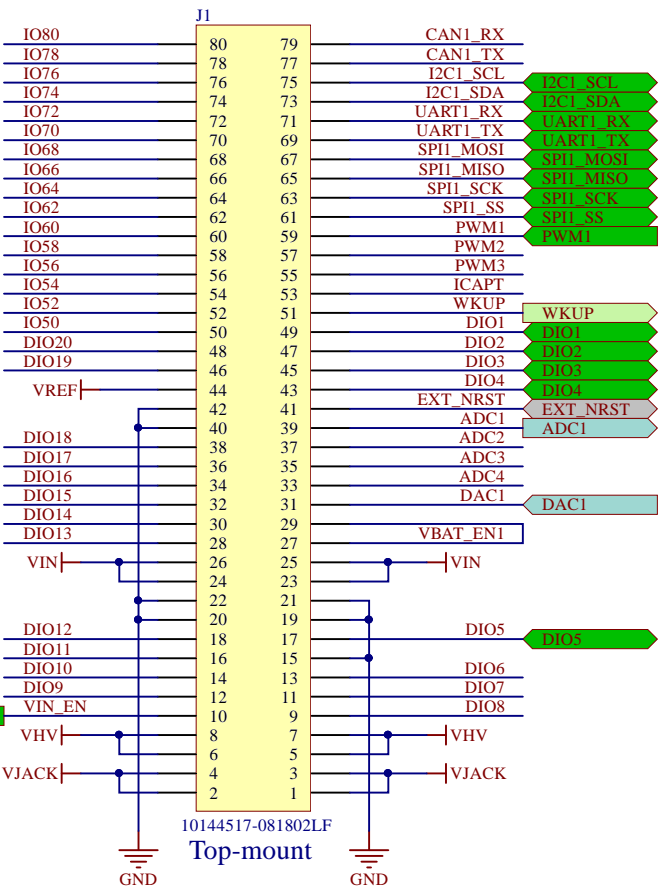 J1
IO80 80 79 CAN1_RX
IO78 78 77 CAN1_TX
IO76 76 75 I2C1_SCL I2C1_SCL
IO74 74 73 I2C1_SDA I2C1_SDA
IO72 72 71 UART1_RX UART1_RX
IO70 70 69 UART1_TX UART1_TX
IO68 68 67 SPI1_MOSI SPI1_MOSI
IO66 66 65 SPI1_MISO SPI1_MISO
IO64 64 63 SPI1_SCK SPI1_SCK
IO62 62 61 SPI1_SS SPI1_SS
IO60 60 59 PWM1 PWM1
IO58 58 57 PWM2
IO56 56 55 PWM3
IO54 54 53 ICAPT
IO52 52 51 WKUP WKUP
IO50 50 49 DIO1 DIO1
DIO20 48 47 DIO2 DIO2
DIO19 46 45 DIO3 DIO3
VREF 44 43 DIO4 DIO4
42 41 EXT_NRST EXT_NRST
40 39 ADC1 ADC1
DIO18 38 37 ADC2
DIO17 36 35 ADC3
DIO16 34 33 ADC4
DIO15 32 31 DAC1 DAC1
DIO14 30 29
DIO13 28 27 VBAT_EN1
VIN 26 25 VIN
24 23
22 21
20 19
DIO12 18 17 DIO5 DIO5
DIO11 16 15
DIO10 14 13 DIO6
DIO9 12 11 DIO7
VIN_EN 10 9 DIO8
VHV 8 7 VHV
6 5
VJACK 4 3 VJACK
2 1
10144517-081802LF
Top-mount
GND GND